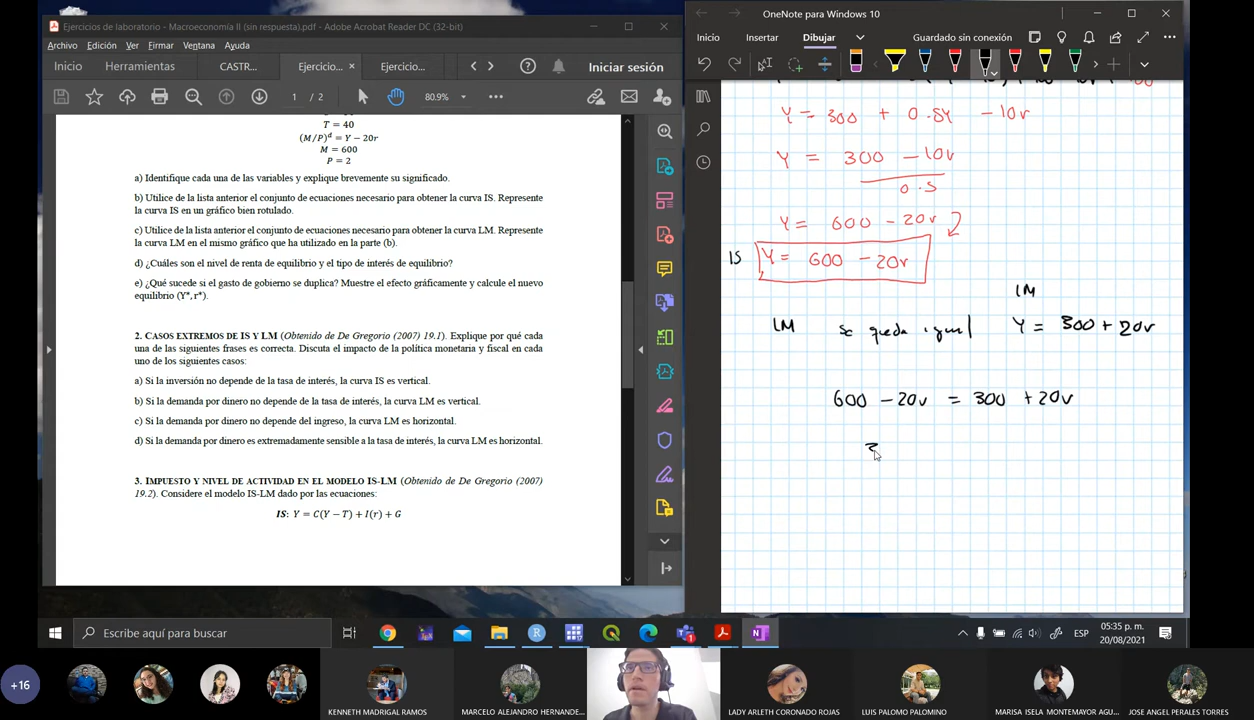 Ejercicios de laboratorio - Macroeconomía II (sin respuesta).pdf - Adobe Acrobat Reader DC (32-bit)
Archivo Edición Ver Firmar Ventana Ayuda
Inicio Herramientas CASTR... Ejercicio... × Ejercicio... Iniciar sesión
1 / 2 80.9%
T = 40
(M/P)^d = Y − 20r
M = 600
P = 2
a) Identifique cada una de las variables y explique brevemente su significado.
b) Utilice de la lista anterior el conjunto de ecuaciones necesario para obtener la curva IS. Represente
la curva IS en un gráfico bien rotulado.
c) Utilice de la lista anterior el conjunto de ecuaciones necesario para obtener la curva LM. Represente
la curva LM en el mismo gráfico que ha utilizado en la parte (b).
d) ¿Cuáles son el nivel de renta de equilibrio y el tipo de interés de equilibrio?
e) ¿Qué sucede si el gasto de gobierno se duplica? Muestre el efecto gráficamente y calcule el nuevo
equilibrio (Y*, r*).
2. CASOS EXTREMOS DE IS Y LM (Obtenido de De Gregorio (2007) 19.1). Explique por qué cada
una de las siguientes frases es correcta. Discuta el impacto de la política monetaria y fiscal en cada
uno de los siguientes casos:
a) Si la inversión no depende de la tasa de interés, la curva IS es vertical.
b) Si la demanda por dinero no depende de la tasa de interés, la curva LM es vertical.
c) Si la demanda por dinero no depende del ingreso, la curva LM es horizontal.
d) Si la demanda por dinero es extremadamente sensible a la tasa de interés, la curva LM es horizontal.
3. IMPUESTO Y NIVEL DE ACTIVIDAD EN EL MODELO IS-LM (Obtenido de De Gregorio (2007)
19.2). Considere el modelo IS-LM dado por las ecuaciones:
IS: Y = C(Y − T) + I(r) + G
OneNote para Windows 10
Inicio Insertar Dibujar Guardado sin conexión
Y = 300 + 0.5Y − 10r
Y = 300 − 10r
0.5
Y = 600 − 20r
IS Y = 600 − 20r
LM
LM se queda igual Y = 300 + 20r
600 − 20r = 300 + 20r
Escribe aquí para buscar
ESP
05:35 p. m.
20/08/2021
+16
KENNETH MADRIGAL RAMOS
MARCELO ALEJANDRO HERNANDE...
LADY ARLETH CORONADO ROJAS
LUIS PALOMO PALOMINO
MARISA ISELA MONTEMAYOR AGU...
JOSE ANGEL PERALES TORRES